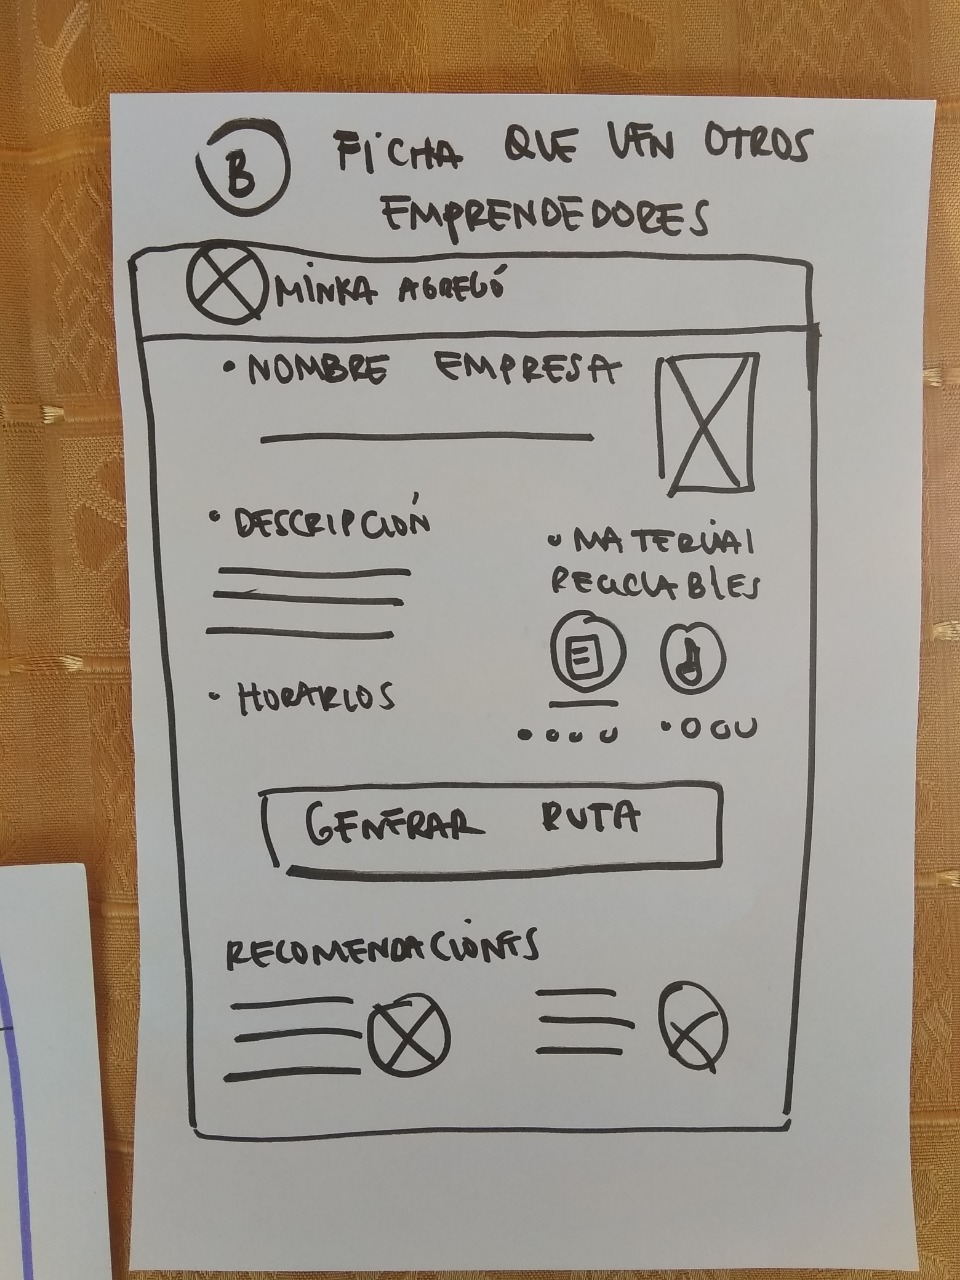 B
FICHA QUE VEN OTROS
EMPRENDEDORES
MINKA AGREGÓ
• NOMBRE EMPRESA
• DESCRIPCIÓN
• MATERIAl
RECICLABlES
• HORARIOS
GENERAR RUTA
RECOMENDACIONES